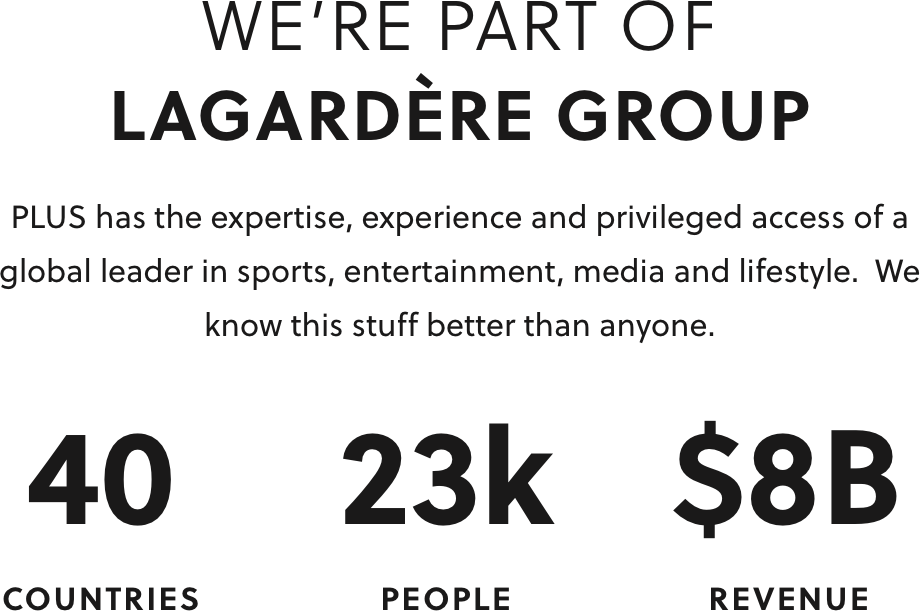 WE’RE PART OF
LAGARDÈRE GROUP
PLUS has the expertise, experience and privileged access of a
global leader in sports, entertainment, media and lifestyle.  We
know this stuff better than anyone.
40 23k $8B
COUNTRIES PEOPLE REVENUE